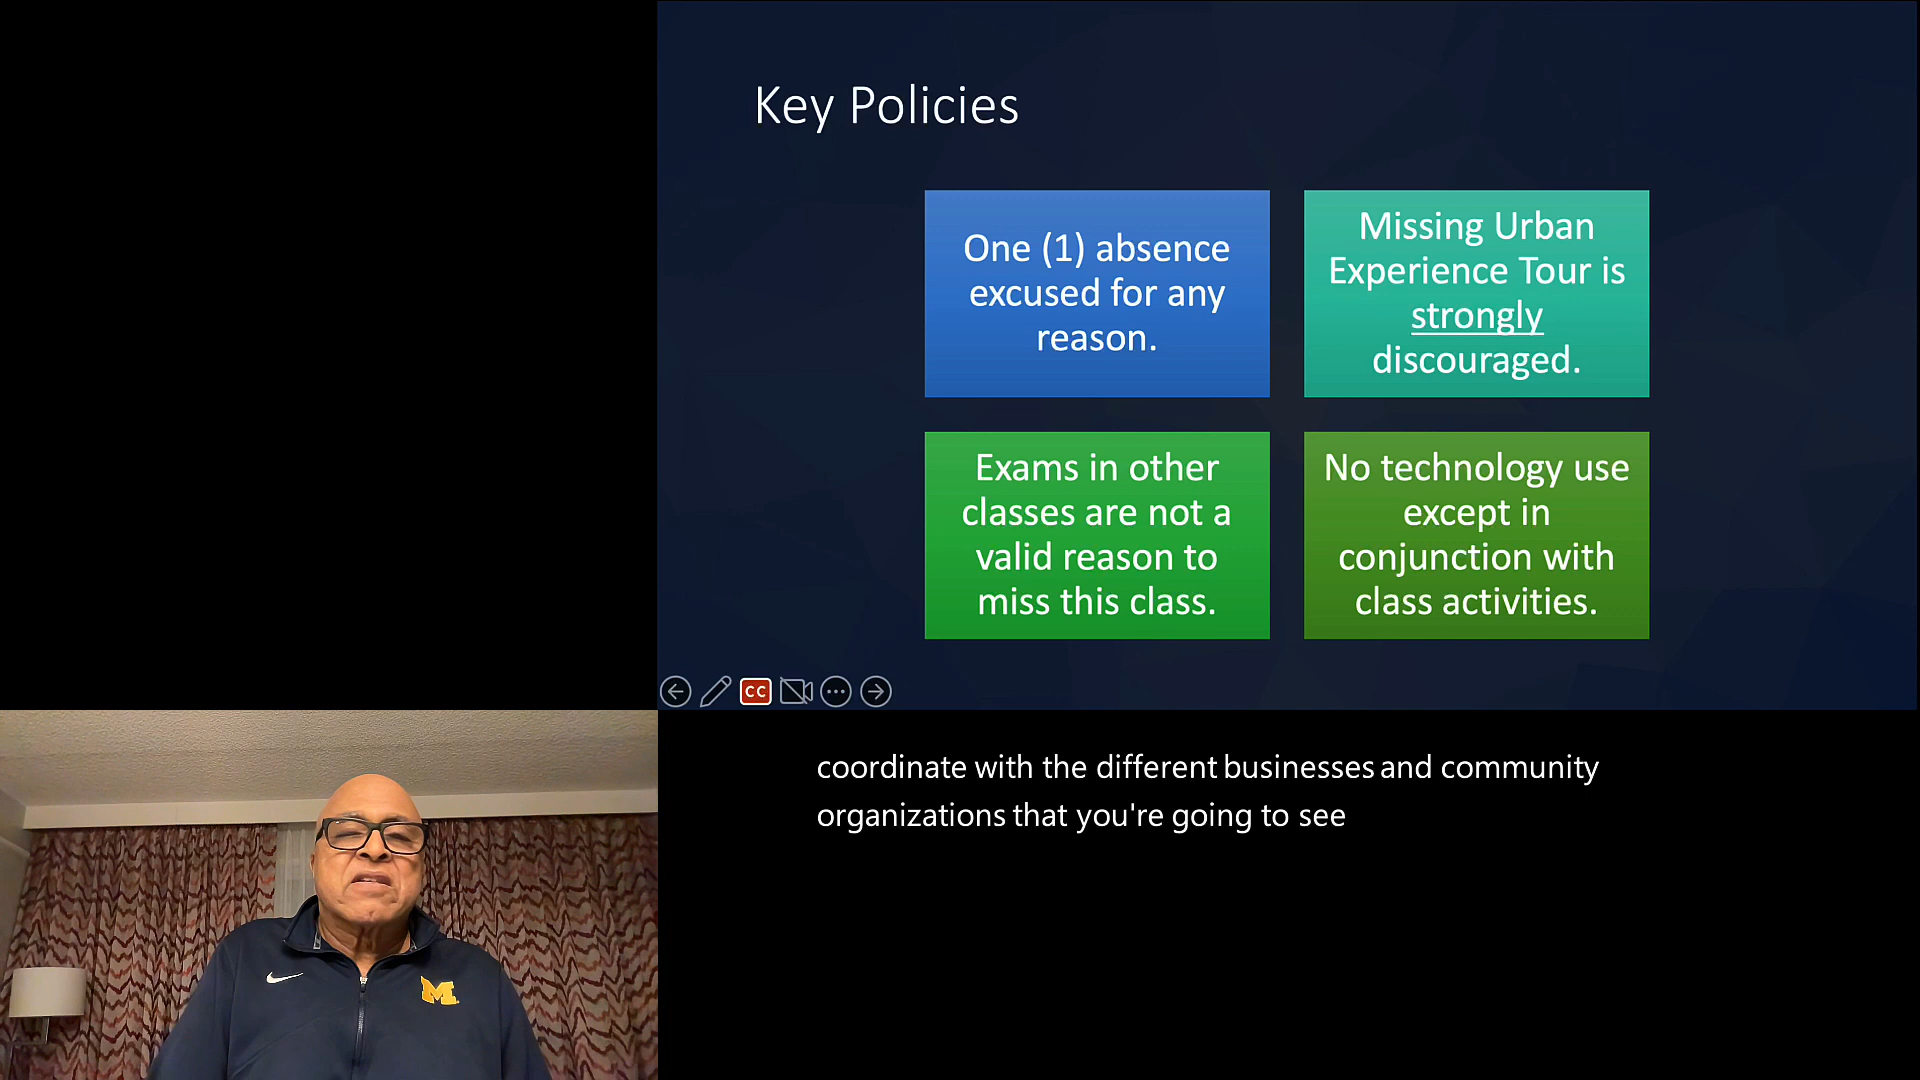 Key Policies
One (1) absence
excused for any
reason.
Missing Urban
Experience Tour is
strongly
discouraged.
Exams in other
classes are not a
valid reason to
miss this class.
No technology use
except in
conjunction with
class activities.
CC
coordinate with the different businesses and community
organizations that you're going to see
M